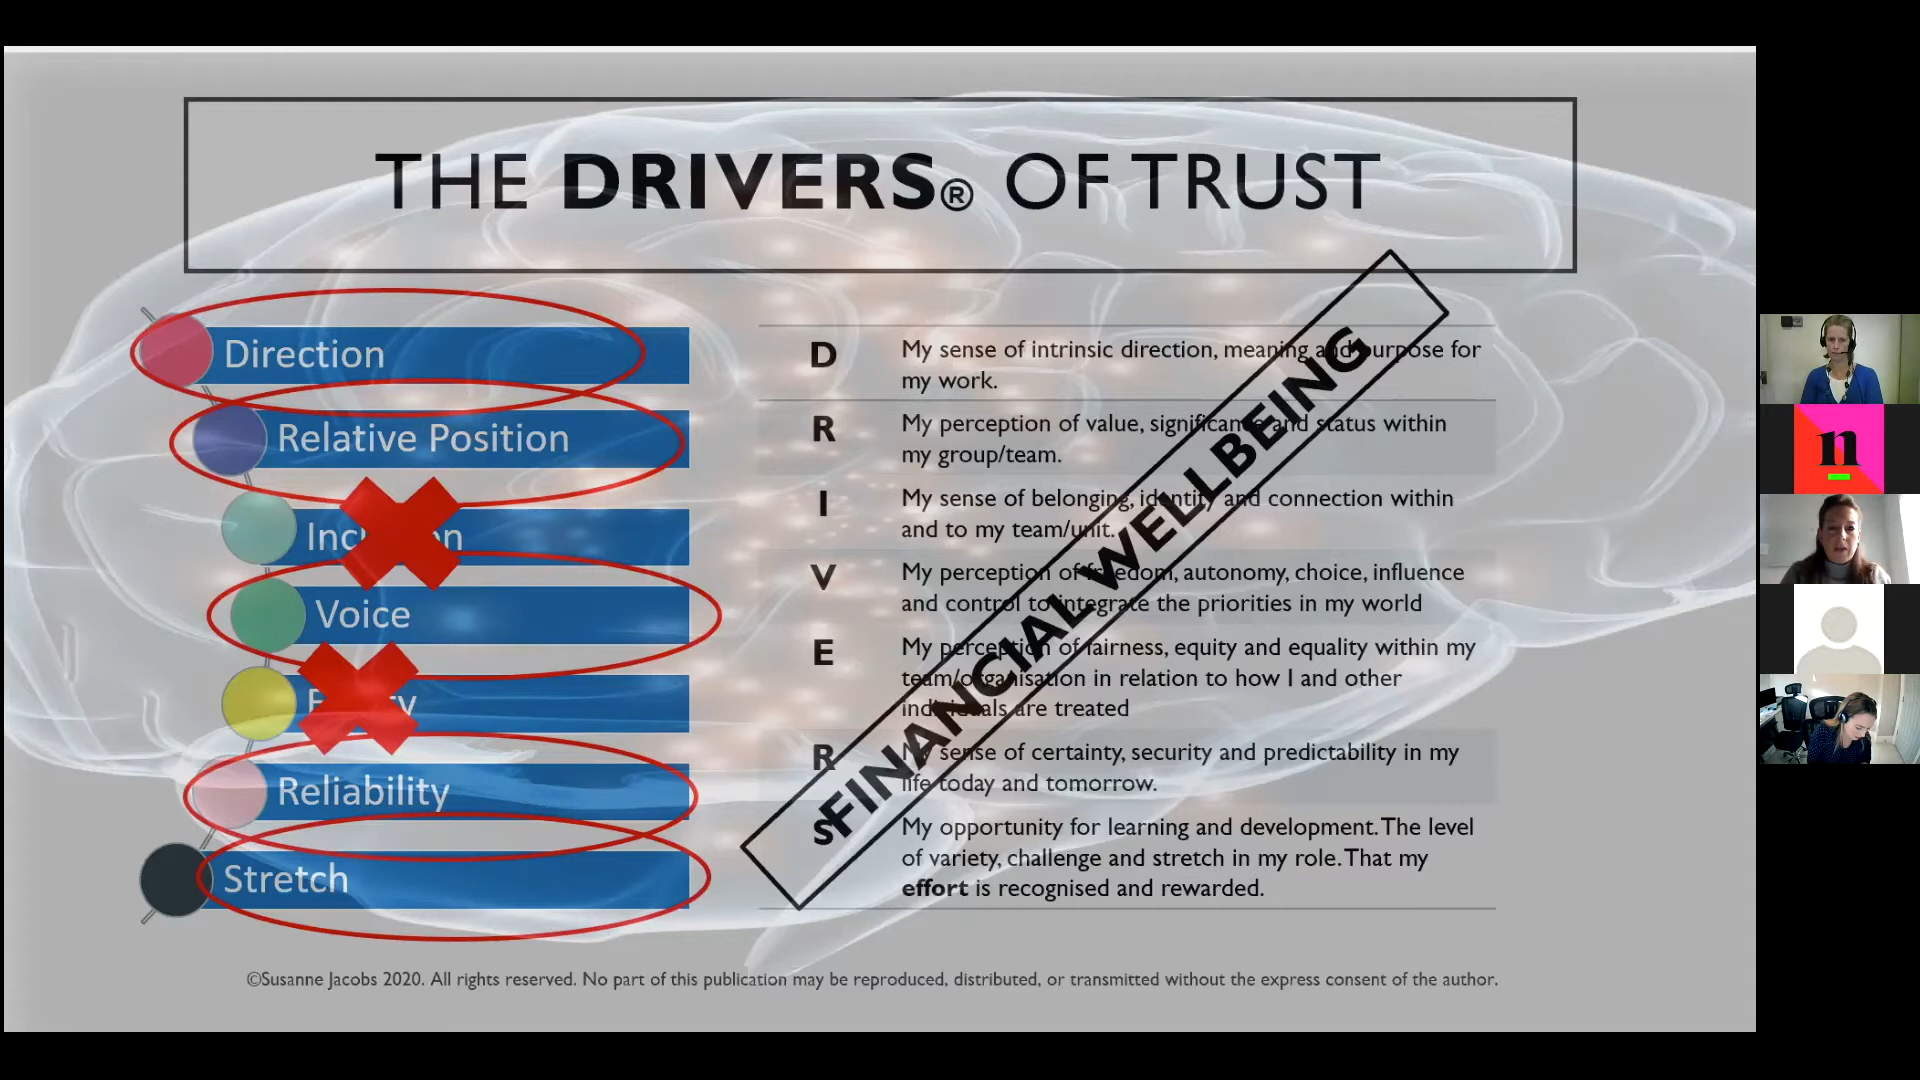 THE DRIVERS® OF TRUST
Direction
Relative Position
Voice
Reliability
Stretch
D
My sense of intrinsic direction, meaning and purpose for
my work.
R
My perception of value, significance and status within
my group/team.
I
My sense of belonging, identity and connection within
and to my team/unit.
V
My perception of freedom, autonomy, choice, influence
and control to integrate the priorities in my world
E
My perception of fairness, equity and equality within my
team/organisation in relation to how I and other
individuals are treated
R
My sense of certainty, security and predictability in my
life today and tomorrow.
S
My opportunity for learning and development. The level
of variety, challenge and stretch in my role. That my
effort is recognised and rewarded.
FINANCIAL WELLBEING
©Susanne Jacobs 2020. All rights reserved. No part of this publication may be reproduced, distributed, or transmitted without the express consent of the author.
n